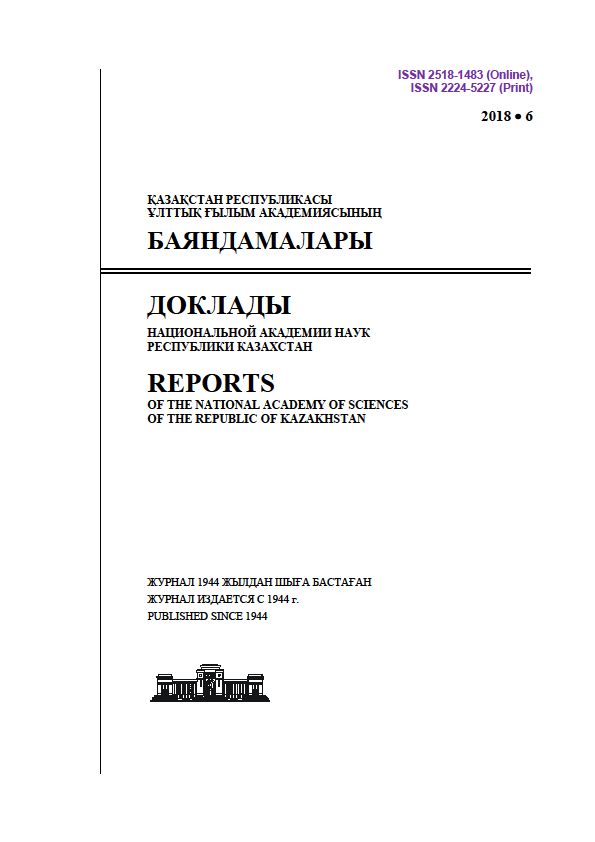 ISSN 2518-1483 (Online),
ISSN 2224-5227 (Print)
2018 • 6
ҚАЗАҚСТАН РЕСПУБЛИКАСЫ
ҰЛТТЫҚ ҒЫЛЫМ АКАДЕМИЯСЫНЫҢ
БАЯНДАМАЛАРЫ
ДОКЛАДЫ
НАЦИОНАЛЬНОЙ АКАДЕМИИ НАУК
РЕСПУБЛИКИ КАЗАХСТАН
REPORTS
OF THE NATIONAL ACADEMY OF SCIENCES
OF THE REPUBLIC OF KAZAKHSTAN
ЖУРНАЛ 1944 ЖЫЛДАН ШЫҒА БАСТАҒАН
ЖУРНАЛ ИЗДАЕТСЯ С 1944 г.
PUBLISHED SINCE 1944